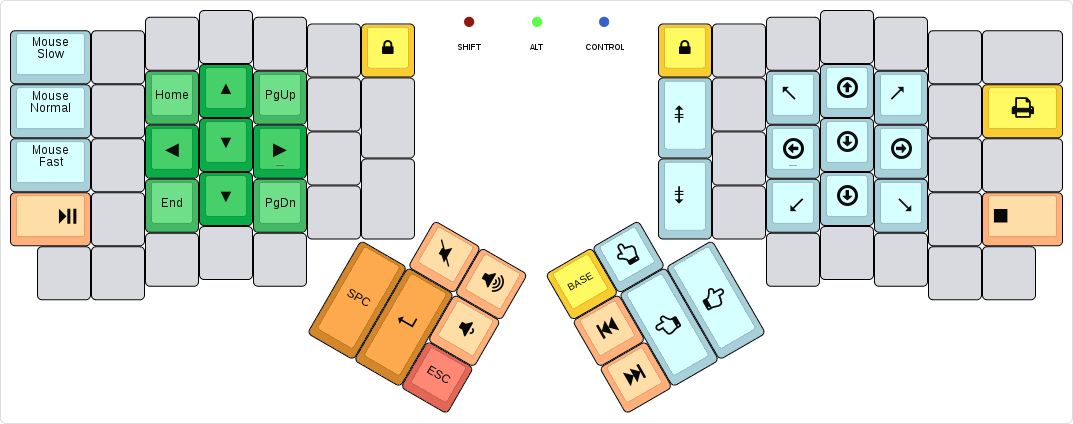 Mouse
Slow
SHIFT
ALT
CONTROL
Mouse
Normal
Home
PgUp
Mouse
Fast
End
PgDn
SPC
ESC
BASE